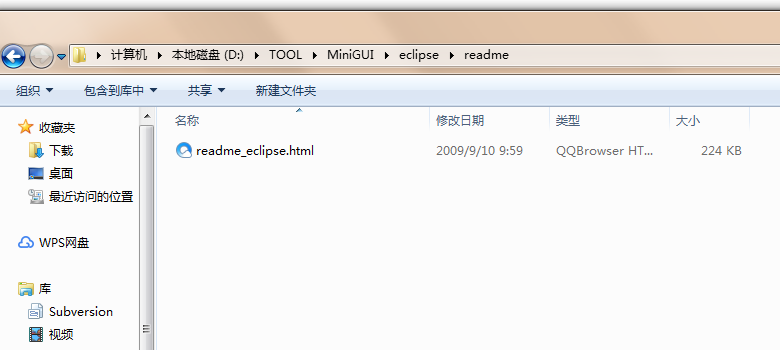 计算机 本地磁盘 (D:) TOOL MiniGUI eclipse readme
组织 包含到库中 共享 新建文件夹
收藏夹
下载
桌面
最近访问的位置
WPS网盘
库
Subversion
视频
名称 修改日期 类型 大小
readme_eclipse.html 2009/9/10 9:59 QQBrowser HT... 224 KB